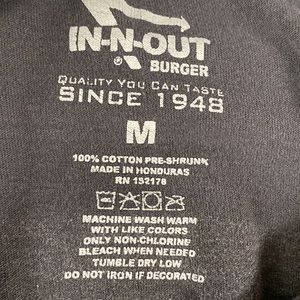 IN-N-OUT
BURGER
QUALITY YOU CAN TASTE
SINCE 1948
M
100% COTTON PRE-SHRUNK
MADE IN HONDURAS
RN 152178
MACHINE WASH WARM
WITH LIKE COLORS
ONLY NON-CHLORINE
BLEACH WHEN NEEDED
TUMBLE DRY LOW
DO NOT IRON IF DECORATED